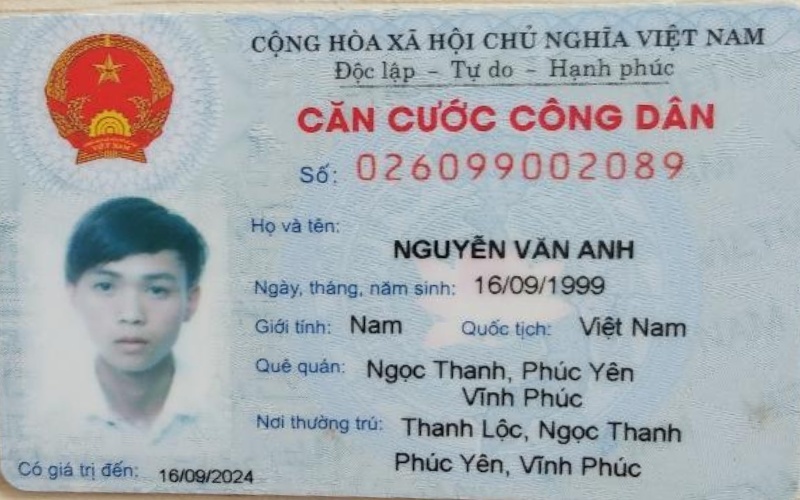 CỘNG HÒA XÃ HỘI CHỦ NGHĨA VIỆT NAM
Độc lập - Tự do - Hạnh phúc
CĂN CƯỚC CÔNG DÂN
Số: 026099002089
Họ và tên:
NGUYỄN VĂN ANH
Ngày, tháng, năm sinh: 16/09/1999
Giới tính: Nam Quốc tịch: Việt Nam
Quê quán: Ngọc Thanh, Phúc Yên
Vĩnh Phúc
Nơi thường trú: Thanh Lộc, Ngọc Thanh
Phúc Yên, Vĩnh Phúc
Có giá trị đến: 16/09/2024